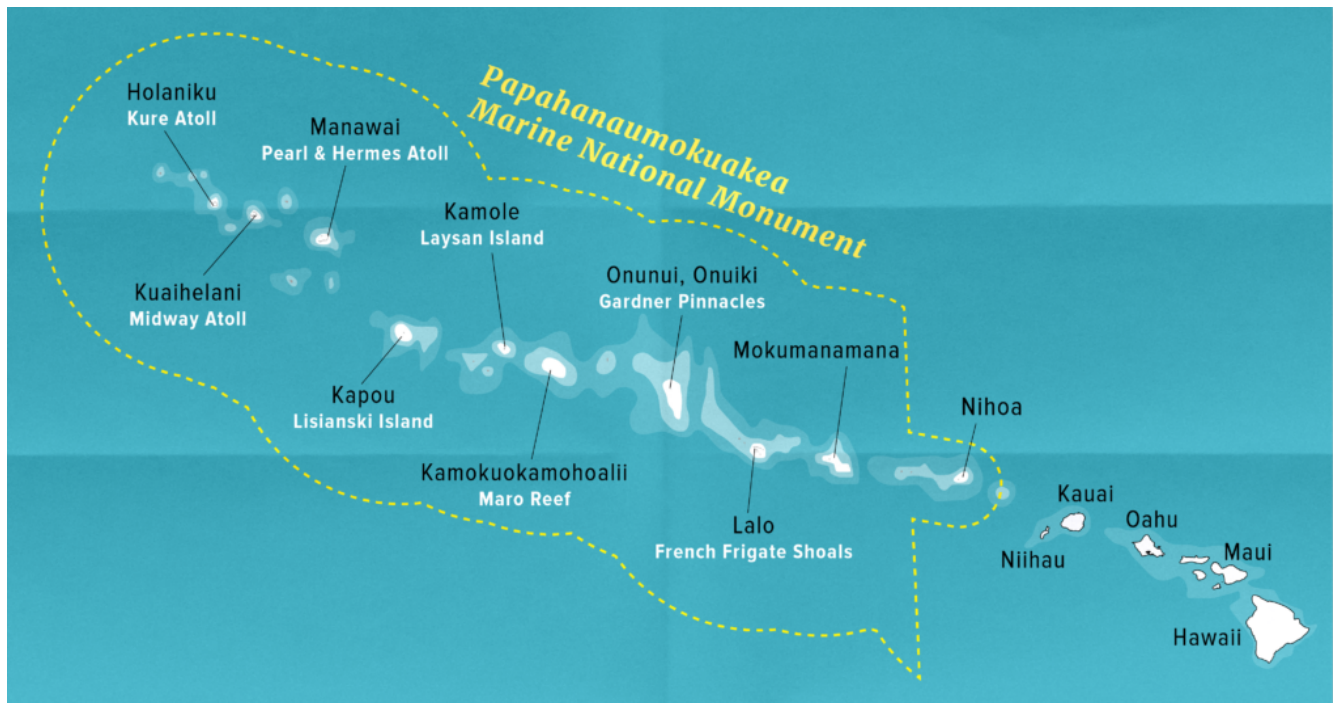 Papahanaumokuakea
Marine National Monument
Holaniku
Kure Atoll
Manawai
Pearl & Hermes Atoll
Kuaihelani
Midway Atoll
Kamole
Laysan Island
Kapou
Lisianski Island
Kamokuokamohoalii
Maro Reef
Onunui, Onuiki
Gardner Pinnacles
Mokumanamana
Lalo
French Frigate Shoals
Nihoa
Kauai
Niihau
Oahu
Maui
Hawaii